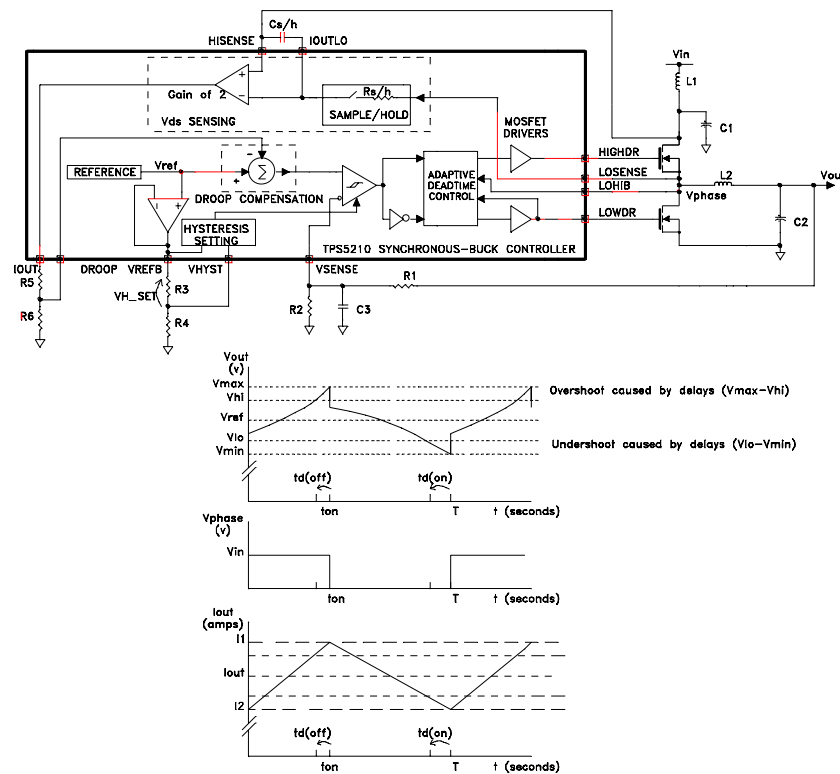 Cs/h
HISENSE
IOUTLO
Vin
L1
Gain of 2
+
−
Rs/h
SAMPLE/HOLD
Vds SENSING
C1
MOSFET
DRIVERS
HIGHDR
REFERENCE
Vref
−
+
Σ
DROOP COMPENSATION
ADAPTIVE
DEADTIME
CONTROL
LOSENSE
LOHIB
L2
Vou
Vphase
−
+
HYSTERESIS
SETTING
LOWDR
C2
TPS5210 SYNCHRONOUS-BUCK CONTROLLER
IOUT
DROOP
VREFB
VHYST
VSENSE
R5
R3
R1
VH_SET
R6
R4
R2
C3
Vout
(v)
Vmax
Vhi
Vref
Vlo
Vmin
Overshoot caused by delays (Vmax-Vhi)
Undershoot caused by delays (Vlo-Vmin)
td(off)
td(on)
ton
T
t (seconds)
Vphase
(v)
Vin
ton
T
t (seconds)
Iout
(amps)
I1
Iout
I2
td(off)
td(on)
ton
T
t (seconds)